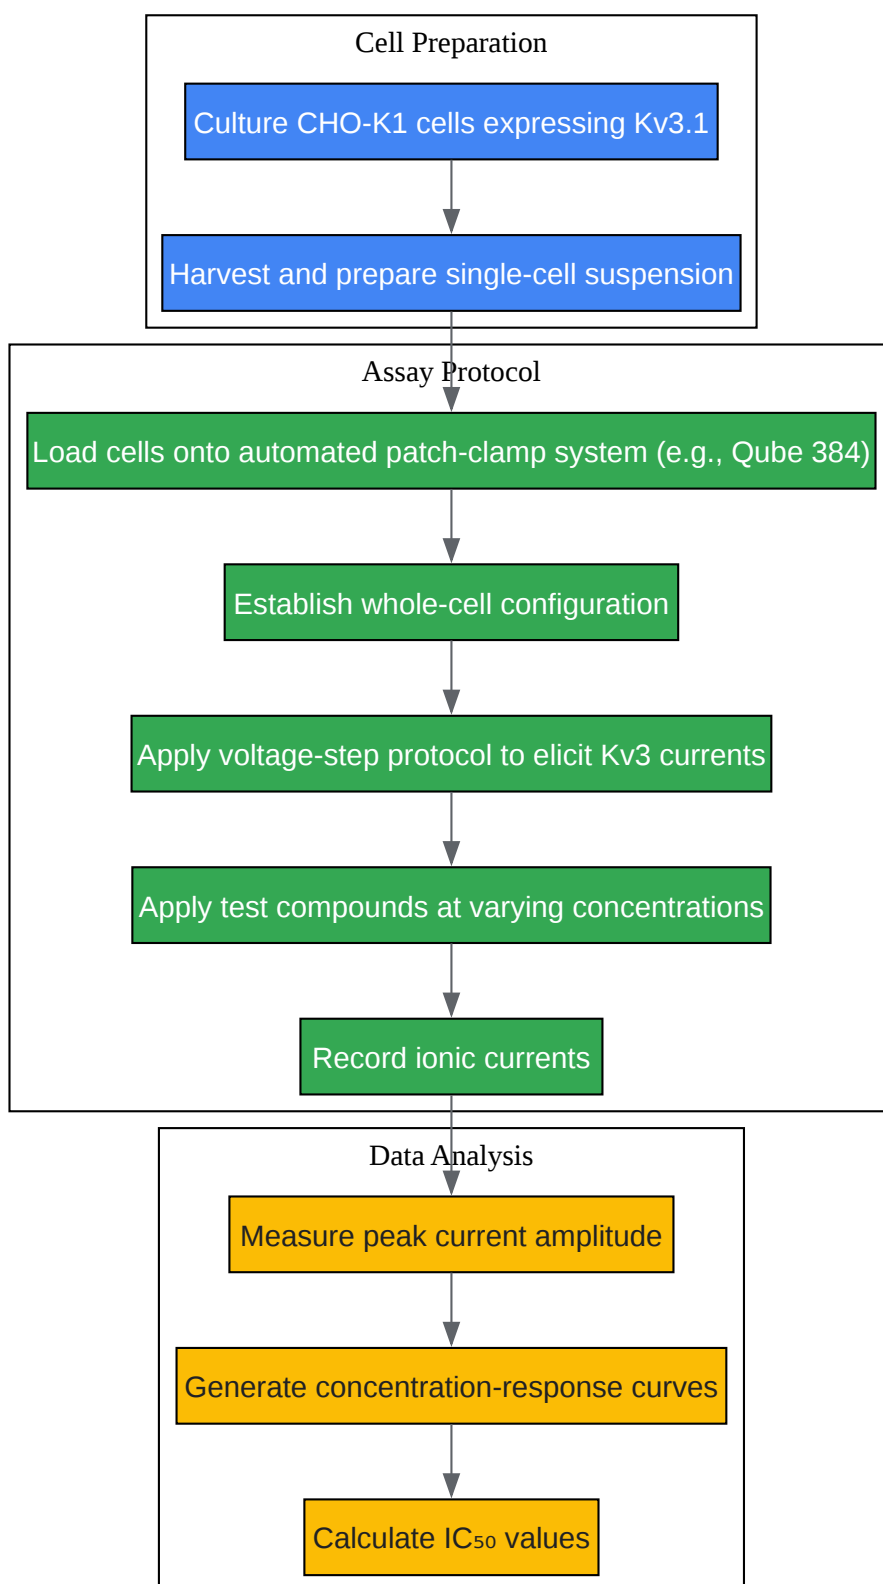 Cell Preparation
Culture CHO-K1 cells expressing Kv3.1
Harvest and prepare single-cell suspension
Assay Protocol
Load cells onto automated patch-clamp system (e.g., Qube 384)
Establish whole-cell configuration
Apply voltage-step protocol to elicit Kv3 currents
Apply test compounds at varying concentrations
Record ionic currents
Data Analysis
Measure peak current amplitude
Generate concentration-response curves
Calculate IC₅₀ values